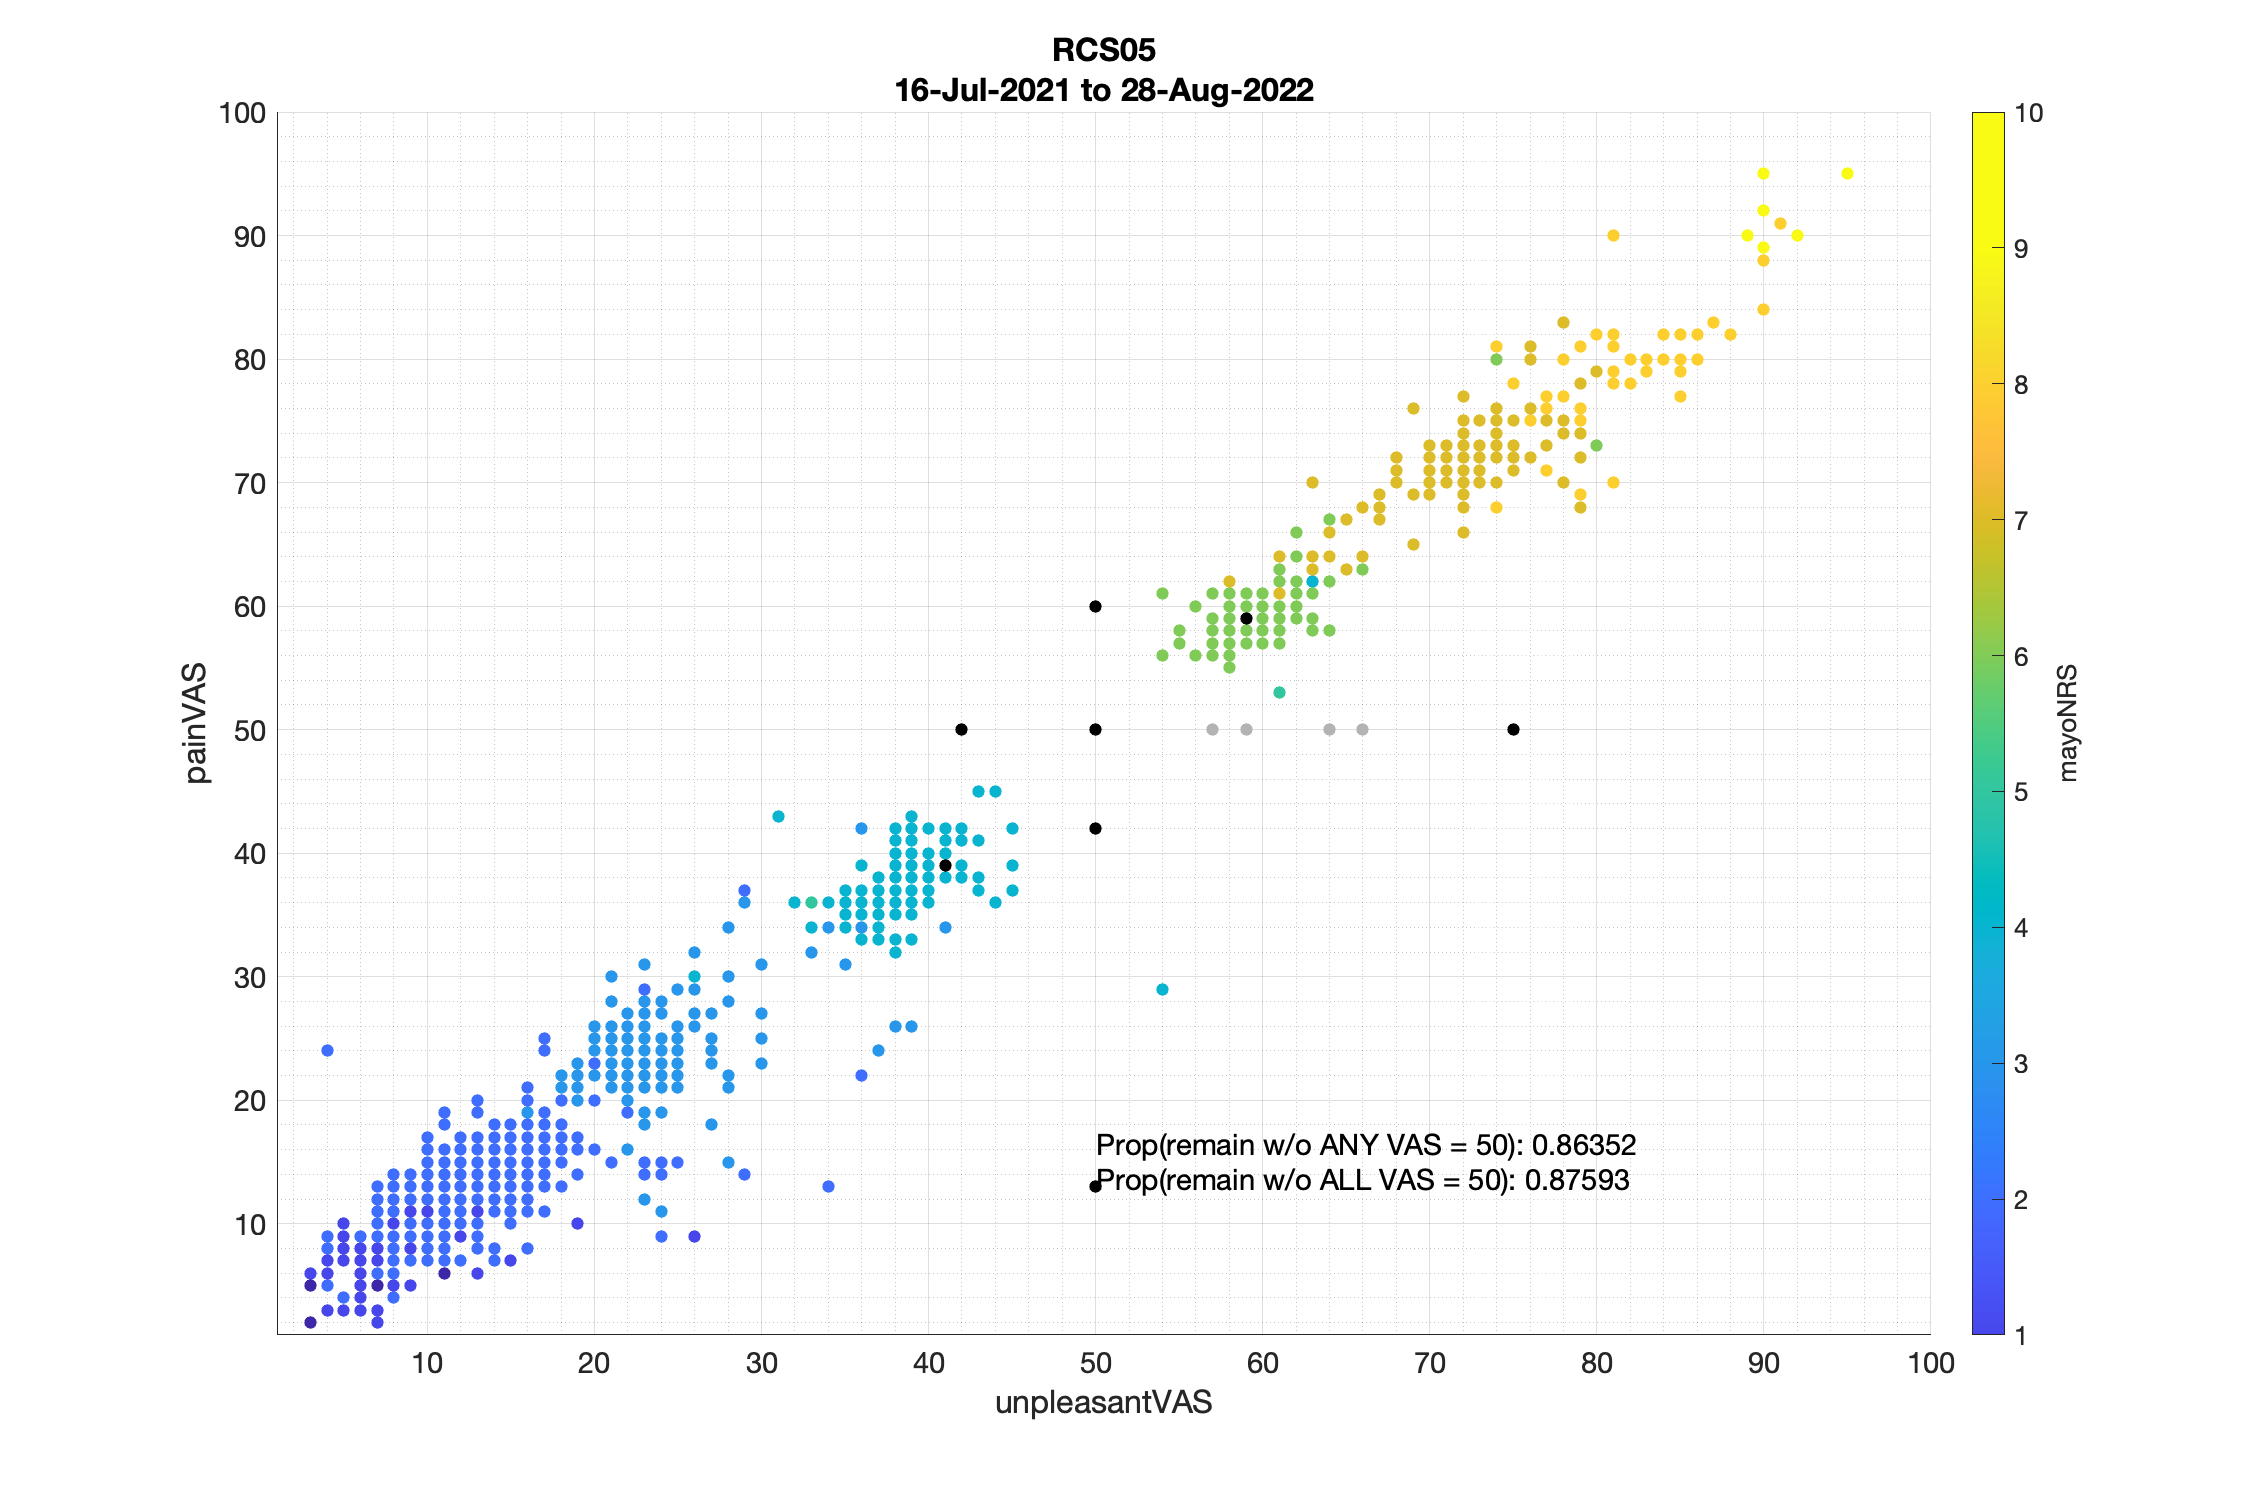 RCS05
16-Jul-2021 to 28-Aug-2022
100
90
80
70
60
50
40
30
20
10
painVAS
10 20 30 40 50 60 70 80 90 100
unpleasantVAS
Prop(remain w/o ANY VAS = 50): 0.86352
Prop(remain w/o ALL VAS = 50): 0.87593
10
9
8
7
6
5
4
3
2
1
mayoNRS